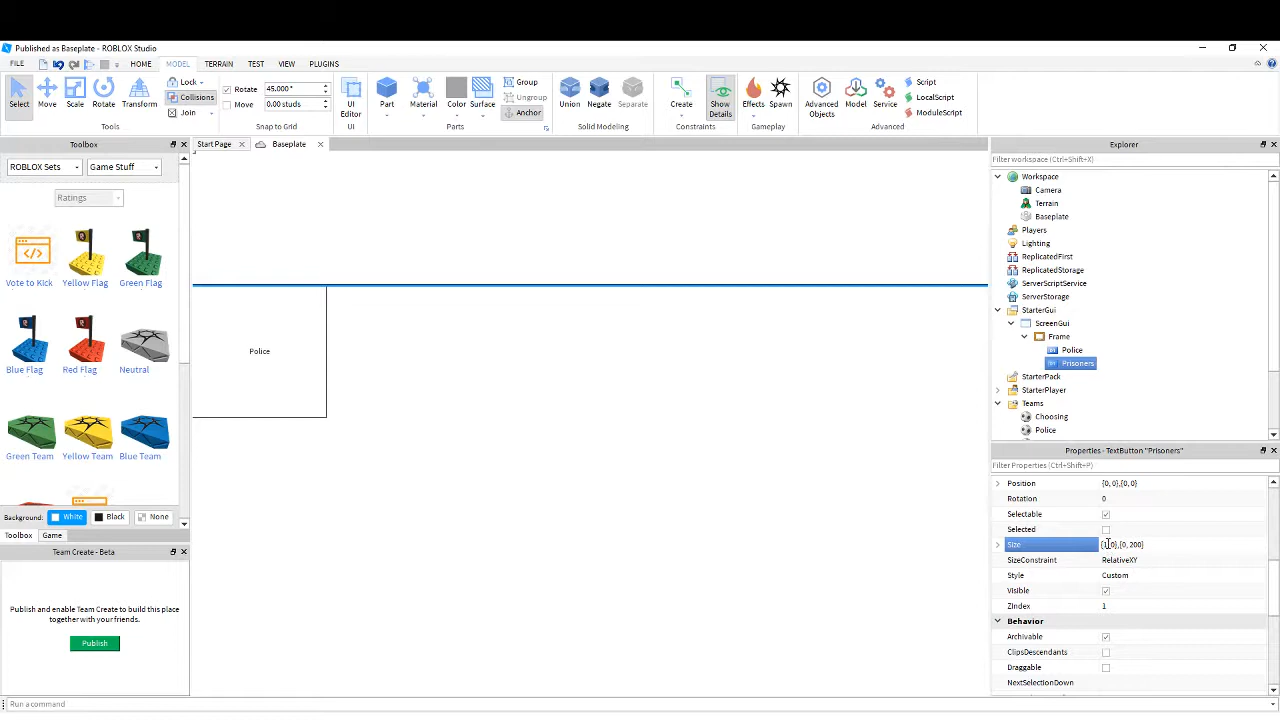 Published as Baseplate - ROBLOX Studio
FILE HOME MODEL TERRAIN TEST VIEW PLUGINS
Select Move Scale Rotate Transform
Lock
Collisions
Join
Tools
Rotate 45.000°
Move 0.00 studs
Snap to Grid
UI
Editor
UI
Part Material Color Surface
Group
Ungroup
Anchor
Parts
Union Negate Separate
Solid Modeling
Create Show
Details
Constraints
Effects Spawn
Gameplay
Advanced
Objects
Model Service
Script
LocalScript
ModuleScript
Advanced
Toolbox
ROBLOX Sets Game Stuff
Ratings
Vote to Kick Yellow Flag Green Flag
Blue Flag Red Flag Neutral
Green Team Yellow Team Blue Team
Background: White Black None
Toolbox Game
Team Create - Beta
Publish and enable Team Create to build this place
together with your friends.
Publish
Start Page Baseplate
Police
Explorer
Filter workspace (Ctrl+Shift+X)
Workspace
Camera
Terrain
Baseplate
Players
Lighting
ReplicatedFirst
ReplicatedStorage
ServerScriptService
ServerStorage
StarterGui
ScreenGui
Frame
Police
Prisoners
StarterPack
StarterPlayer
Teams
Choosing
Police
Properties - TextButton "Prisoners"
Filter Properties (Ctrl+Shift+P)
Position {0, 0},{0, 0}
Rotation 0
Selectable
Selected
Size {1, 0},{0, 200}
SizeConstraint RelativeXY
Style Custom
Visible
ZIndex 1
Behavior
Archivable
ClipsDescendants
Draggable
NextSelectionDown
Run a command